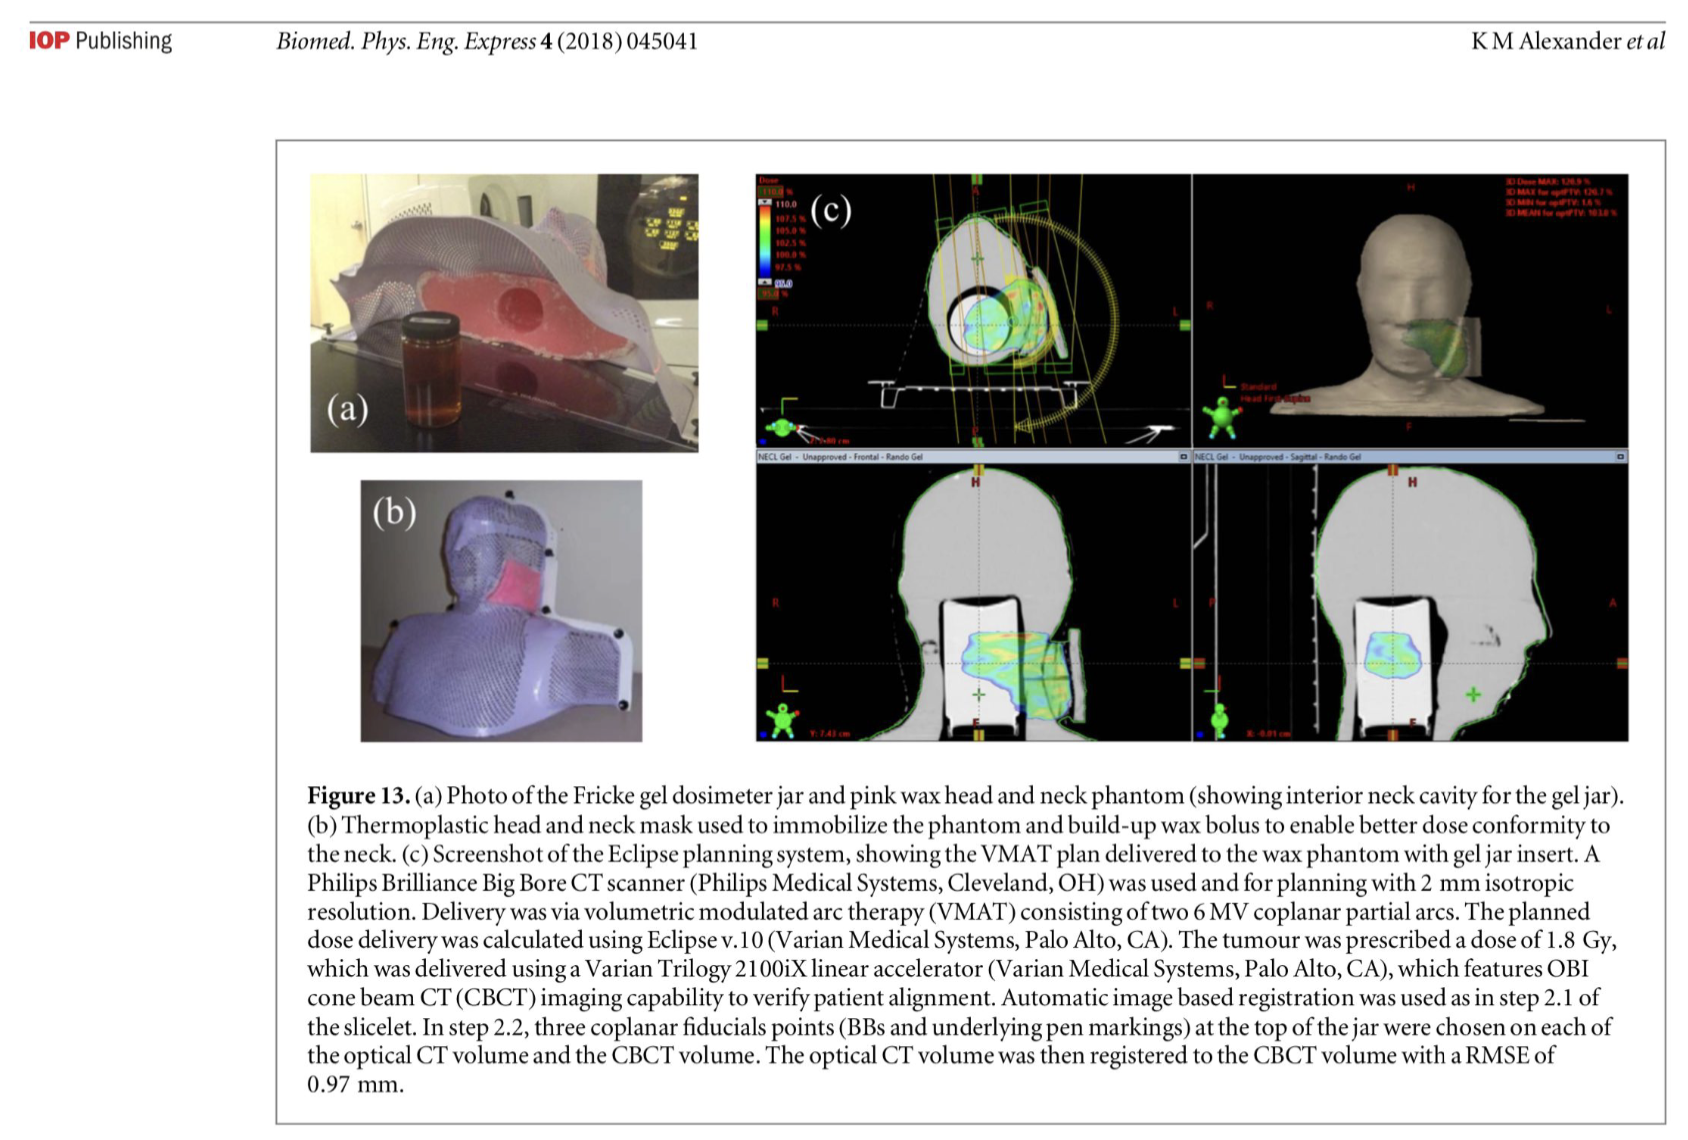 IOP Publishing
Biomed. Phys. Eng. Express 4 (2018) 045041
K M Alexander et al
(a)
(b)
(c)
Dose
110.0
107.5 %
105.0 %
102.5 %
100.0 %
97.5 %
95.0
R
L
H
R
L
3D Dose MAX: 120.9 %
3D MAX for optPTV: 120.7 %
3D MIN for optPTV: 1.6 %
3D MEAN for optPTV: 103.0 %
Standard
F
NECL Gel - Unapproved - Frontal - Rando Gel
NECL Gel - Unapproved - Sagittal - Rando Gel
H
R
L
F
Y: 7.43 cm
H
P
A
F
X: -0.01 cm
Figure 13. (a) Photo of the Fricke gel dosimeter jar and pink wax head and neck phantom (showing interior neck cavity for the gel jar).
(b) Thermoplastic head and neck mask used to immobilize the phantom and build-up wax bolus to enable better dose conformity to
the neck. (c) Screenshot of the Eclipse planning system, showing the VMAT plan delivered to the wax phantom with gel jar insert. A
Philips Brilliance Big Bore CT scanner (Philips Medical Systems, Cleveland, OH) was used and for planning with 2 mm isotropic
resolution. Delivery was via volumetric modulated arc therapy (VMAT) consisting of two 6 MV coplanar partial arcs. The planned
dose delivery was calculated using Eclipse v.10 (Varian Medical Systems, Palo Alto, CA). The tumour was prescribed a dose of 1.8 Gy,
which was delivered using a Varian Trilogy 2100iX linear accelerator (Varian Medical Systems, Palo Alto, CA), which features OBI
cone beam CT (CBCT) imaging capability to verify patient alignment. Automatic image based registration was used as in step 2.1 of
the slicelet. In step 2.2, three coplanar fiducials points (BBs and underlying pen markings) at the top of the jar were chosen on each of
the optical CT volume and the CBCT volume. The optical CT volume was then registered to the CBCT volume with a RMSE of
0.97 mm.